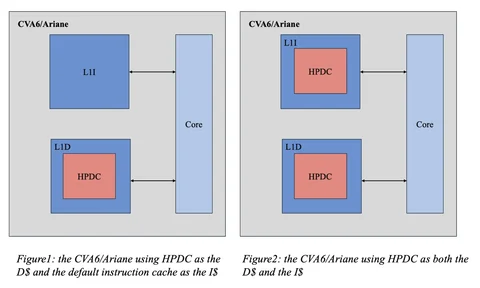 CVA6/Ariane
L1I
Core
L1D
HPDC
Figure1: the CVA6/Ariane using HPDC as the
D$ and the default instruction cache as the I$
CVA6/Ariane
L1I
HPDC
Core
L1D
HPDC
Figure2: the CVA6/Ariane using HPDC as both the
D$ and the I$